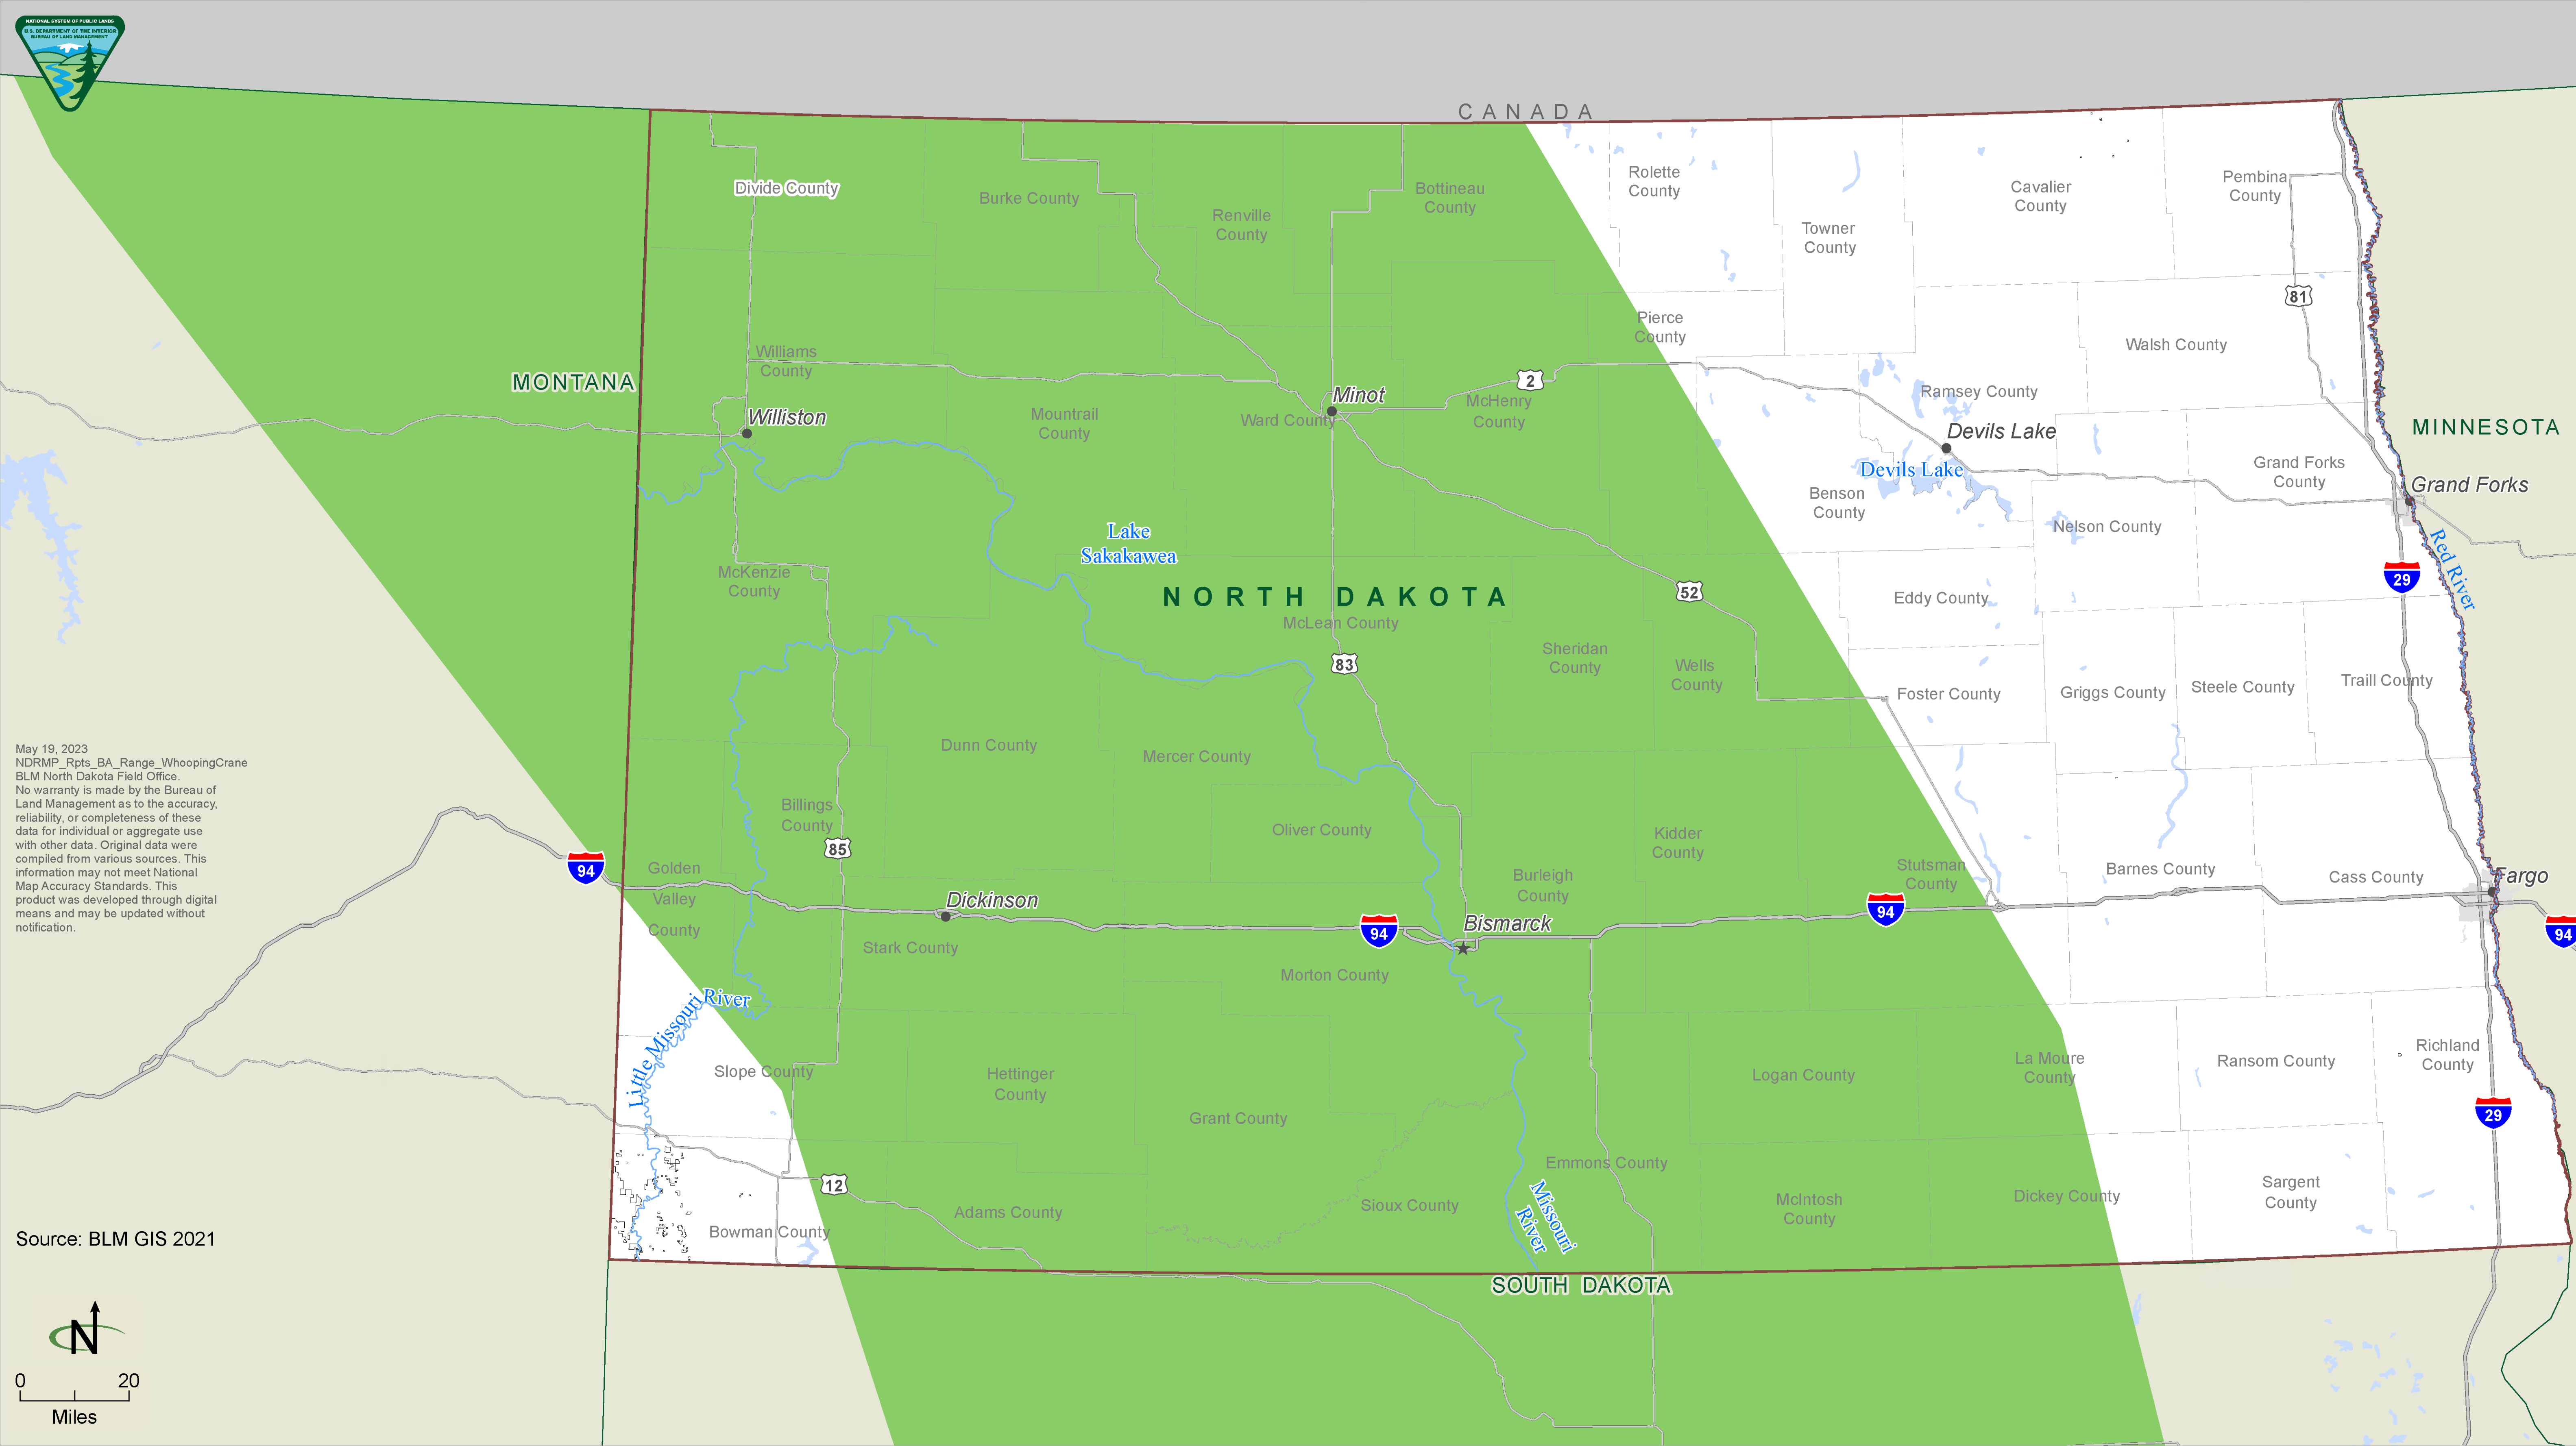 NATIONAL SYSTEM OF PUBLIC LANDS
U.S. DEPARTMENT OF THE INTERIOR
BUREAU OF LAND MANAGEMENT
CANADA
Divide County
Burke County
Renville
County
Bottineau
County
Rolette
County
Towner
County
Cavalier
County
Pembina
County
81
Pierce
County
Walsh County
MONTANA
Williams
County
Williston
Mountrail
County
Minot
Ward County
2
McHenry
County
Ramsey County
Devils Lake
Devils Lake
Benson
County
Nelson County
Grand Forks
County
Grand Forks
MINNESOTA
Red River
29
Lake
Sakakawea
McKenzie
County
NORTH DAKOTA
McLean County
52
83
Sheridan
County
Wells
County
Eddy County
Foster County
Griggs County
Steele County
Traill County
May 19, 2023
NDRMP_Rpts_BA_Range_WhoopingCrane
BLM North Dakota Field Office.
No warranty is made by the Bureau of
Land Management as to the accuracy,
reliability, or completeness of these
data for individual or aggregate use
with other data. Original data were
compiled from various sources. This
information may not meet National
Map Accuracy Standards. This
product was developed through digital
means and may be updated without
notification.
Dunn County
Mercer County
Billings
County
85
Oliver County
Kidder
County
94
Golden
Valley
County
Dickinson
Stark County
94
Burleigh
County
Bismarck
Morton County
Stutsman
County
94
Barnes County
Cass County
Fargo
94
Little Missouri River
Slope County
Hettinger
County
Grant County
Logan County
La Moure
County
Ransom County
Richland
County
29
12
Bowman County
Adams County
Sioux County
Emmons County
Missouri
River
McIntosh
County
Dickey County
Sargent
County
SOUTH DAKOTA
Source: BLM GIS 2021
N
0 20
Miles